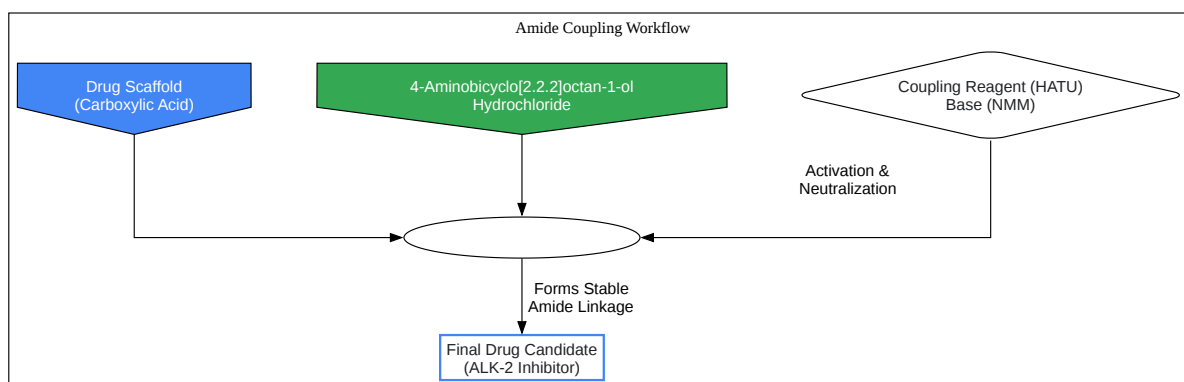 Amide Coupling Workflow
Drug Scaffold
(Carboxylic Acid)
4-Aminobicyclo[2.2.2]octan-1-ol
Hydrochloride
Coupling Reagent (HATU)
Base (NMM)
Activation &
Neutralization
Forms Stable
Amide Linkage
Final Drug Candidate
(ALK-2 Inhibitor)